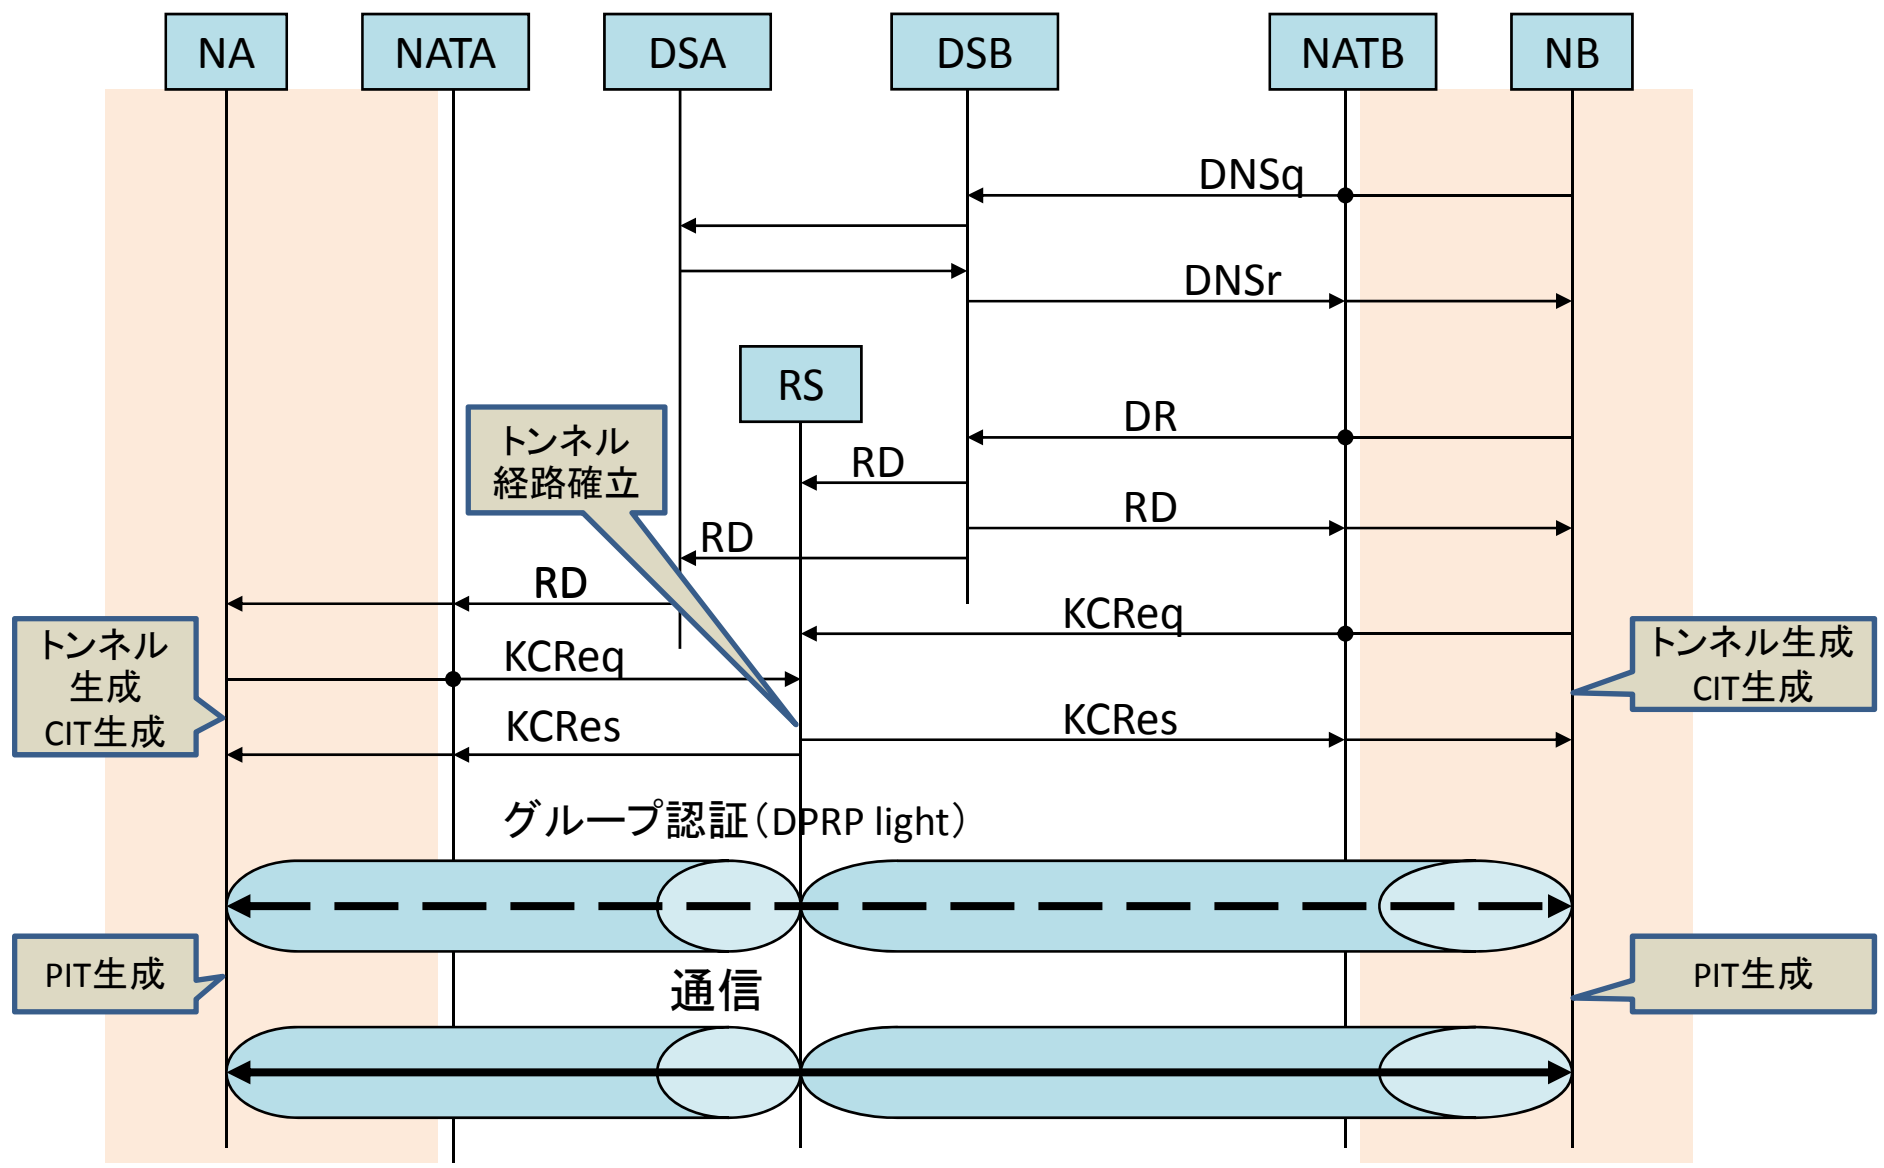 NA
NATA
DSA
DSB
NATB
NB
DNSq
DNSr
RS
DR
トンネル
経路確立
RD
RD
RD
RD
KCReq
トンネル
生成
CIT生成
トンネル生成
CIT生成
KCReq
KCRes
KCRes
グループ認証(DPRP light)
PIT生成
通信
PIT生成